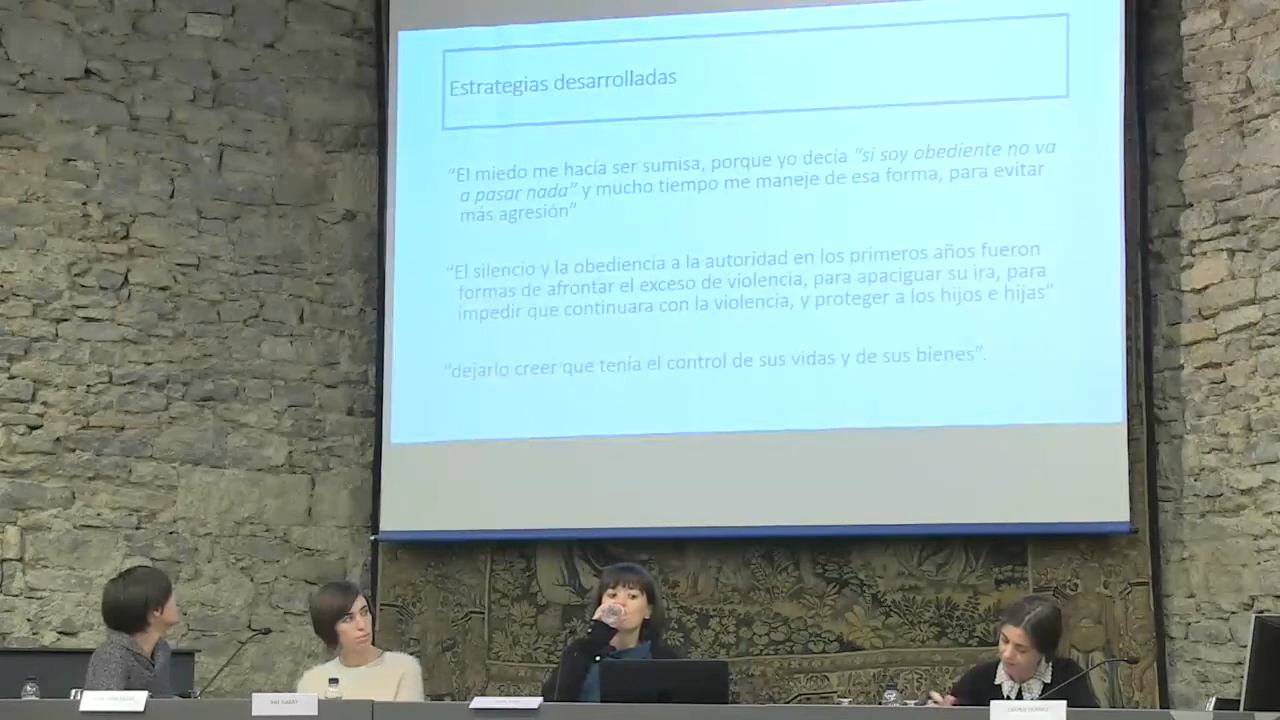 Estrategias desarrolladas
“El miedo me hacía ser sumisa, porque yo decía “si soy obediente no va
a pasar nada” y mucho tiempo me maneje de esa forma, para evitar
más agresión”
“El silencio y la obediencia a la autoridad en los primeros años fueron
formas de afrontar el exceso de violencia, para apaciguar su ira, para
impedir que continuara con la violencia, y proteger a los hijos e hijas”
“dejarlo creer que tenía el control de sus vidas y de sus bienes”.